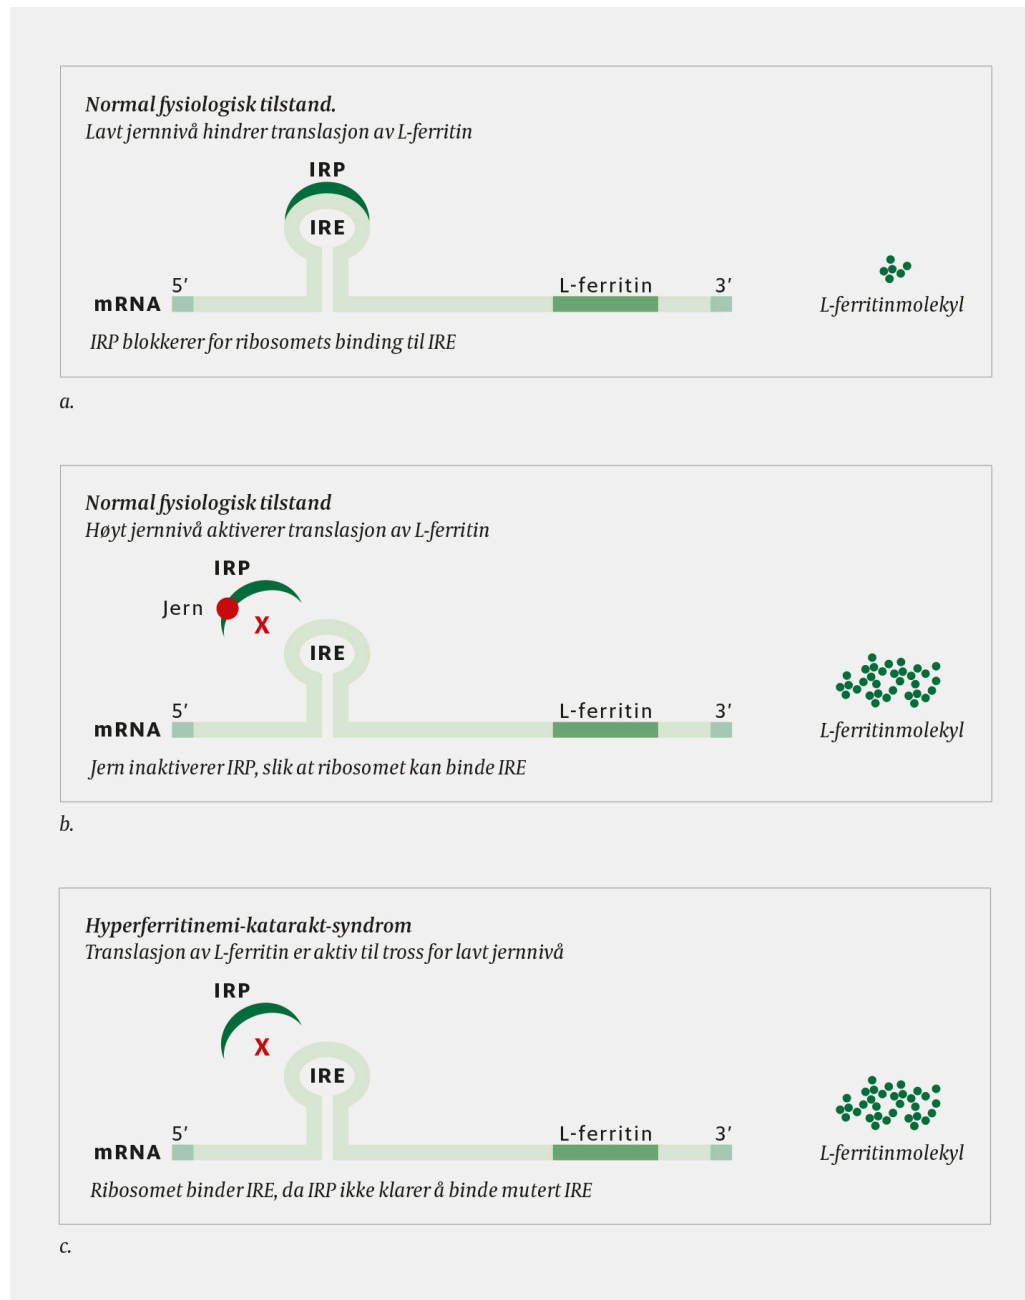 Normal fysiologisk tilstand.
Lavt jernnivå hindrer translasjon av L-ferritin
IRP
IRE
5′ L-ferritin 3′
mRNA
L-ferritinmolekyl
IRP blokkerer for ribosomets binding til IRE
a.
Normal fysiologisk tilstand
Høyt jernnivå aktiverer translasjon av L-ferritin
IRP
Jern
X
IRE
5′ L-ferritin 3′
mRNA
L-ferritinmolekyl
Jern inaktiverer IRP, slik at ribosomet kan binde IRE
b.
Hyperferritinemi-katarakt-syndrom
Translasjon av L-ferritin er aktiv til tross for lavt jernnivå
IRP
X
IRE
5′ L-ferritin 3′
mRNA
L-ferritinmolekyl
Ribosomet binder IRE, da IRP ikke klarer å binde mutert IRE
c.